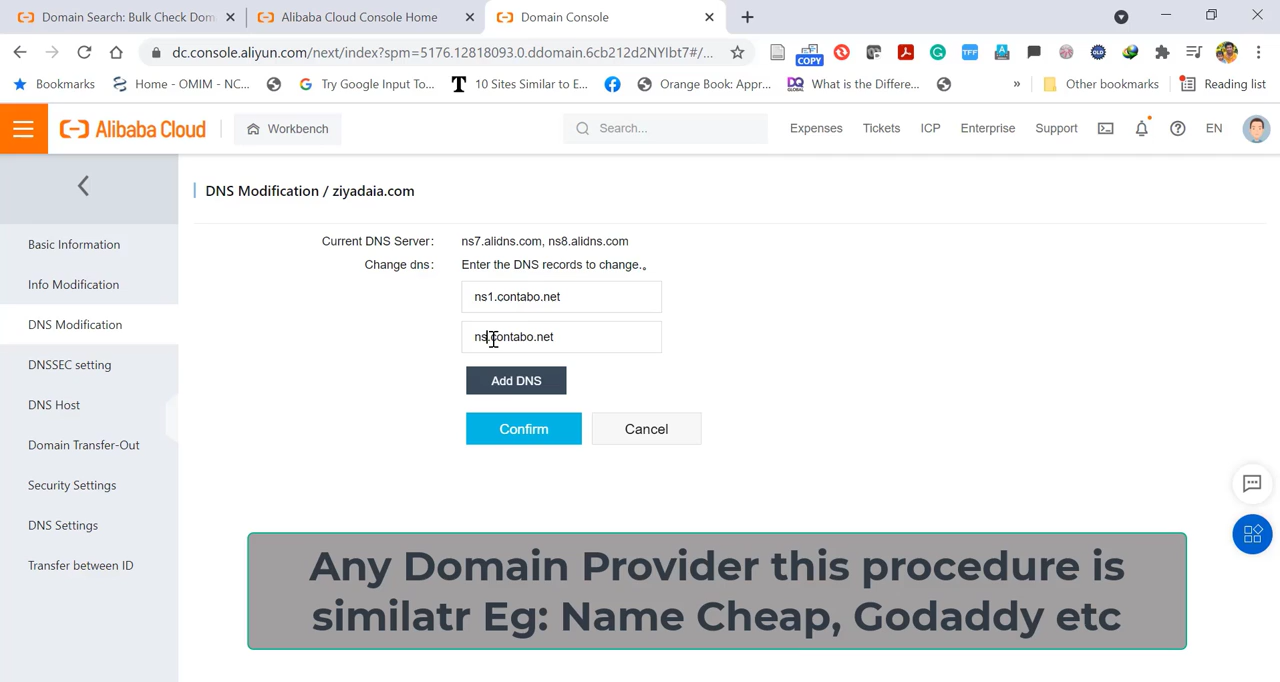 Domain Search: Bulk Check Dom
Alibaba Cloud Console Home
Domain Console
dc.console.aliyun.com/next/index?spm=5176.12818093.0.ddomain.6cb212d2NYIbt7#/...
COPY
TFF
OLD
Bookmarks
Home - OMIM - NC...
Try Google Input To...
10 Sites Similar to E...
Orange Book: Appr...
What is the Differe...
»
Other bookmarks
Reading list
Alibaba Cloud
Workbench
Search...
Expenses
Tickets
ICP
Enterprise
Support
EN
DNS Modification / ziyadaia.com
Basic Information
Info Modification
DNS Modification
DNSSEC setting
DNS Host
Domain Transfer-Out
Security Settings
DNS Settings
Transfer between ID
Current DNS Server: ns7.alidns.com, ns8.alidns.com
Change dns: Enter the DNS records to change.。
ns1.contabo.net
ns.contabo.net
Add DNS
Confirm
Cancel
Any Domain Provider this procedure is
similatr Eg: Name Cheap, Godaddy etc